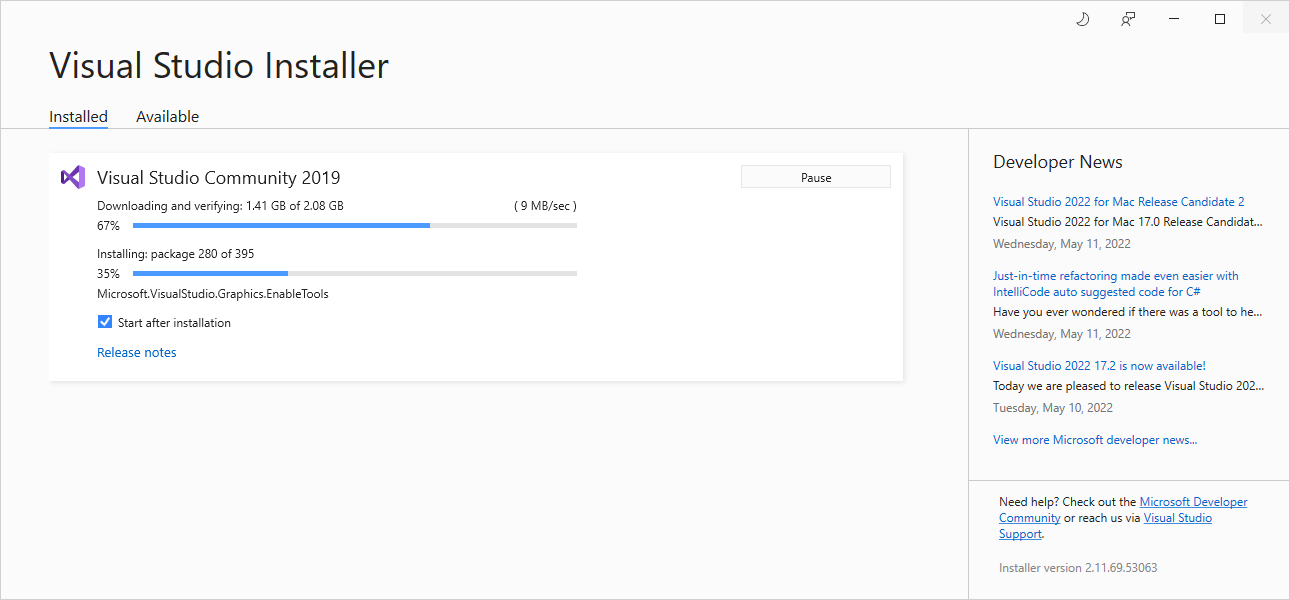 Visual Studio Installer
Installed Available
Visual Studio Community 2019
Pause
Downloading and verifying: 1.41 GB of 2.08 GB ( 9 MB/sec )
67%
Installing: package 280 of 395
35%
Microsoft.VisualStudio.Graphics.EnableTools
Start after installation
Release notes
Developer News
Visual Studio 2022 for Mac Release Candidate 2
Visual Studio 2022 for Mac 17.0 Release Candidat...
Wednesday, May 11, 2022
Just-in-time refactoring made even easier with
IntelliCode auto suggested code for C#
Have you ever wondered if there was a tool to he...
Wednesday, May 11, 2022
Visual Studio 2022 17.2 is now available!
Today we are pleased to release Visual Studio 202...
Tuesday, May 10, 2022
View more Microsoft developer news...
Need help? Check out the Microsoft Developer
Community or reach us via Visual Studio
Support.
Installer version 2.11.69.53063